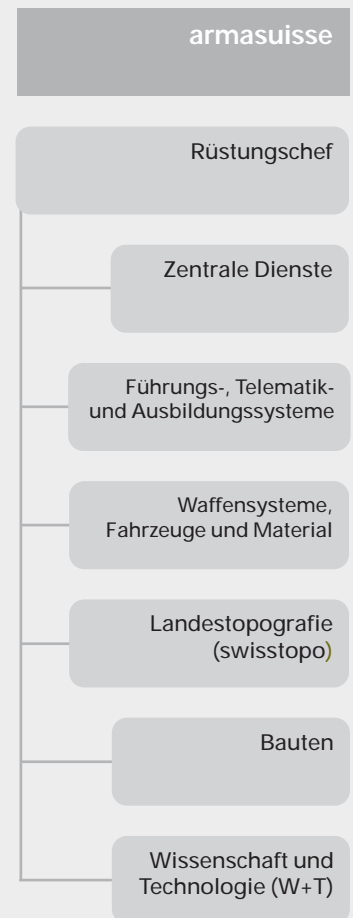 armasuisse
Rüstungschef
Zentrale Dienste
Führungs-, Telematik-
und Ausbildungssysteme
Waffensysteme,
Fahrzeuge und Material
Landestopografie
(swisstopo)
Bauten
Wissenschaft und
Technologie (W+T)